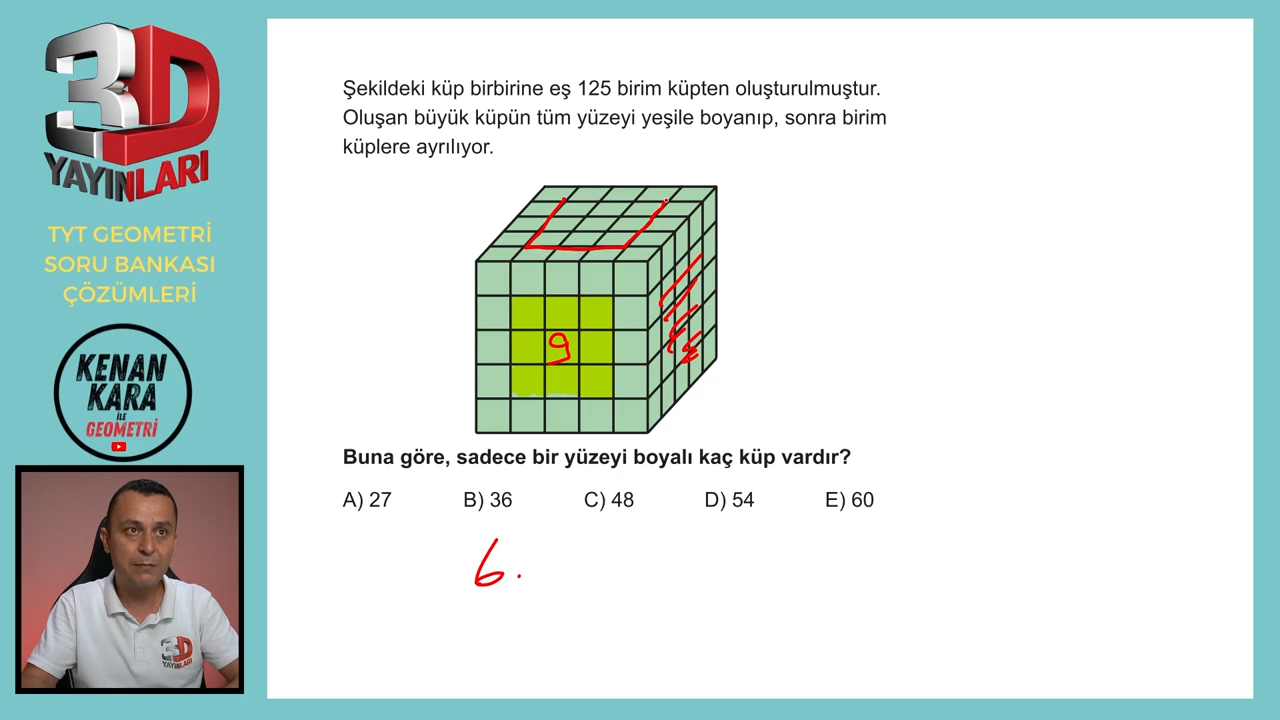 3D
YAYINLARI
TYT GEOMETRİ
SORU BANKASI
ÇÖZÜMLERİ
KENAN
KARA
İLE
GEOMETRİ
3D
YAYINLARI
Şekildeki küp birbirine eş 125 birim küpten oluşturulmuştur.
Oluşan büyük küpün tüm yüzeyi yeşile boyanıp, sonra birim
küplere ayrılıyor.
9
Buna göre, sadece bir yüzeyi boyalı kaç küp vardır?
A) 27 B) 36 C) 48 D) 54 E) 60
6.